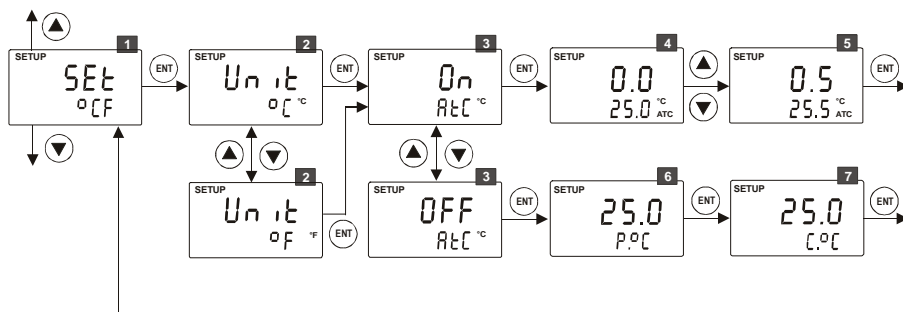 1
SETUP
SEt
°CF
ENT
2
SETUP
Unit
°C °C
ENT
3
SETUP
On
AtC °C
ENT
4
SETUP
0.0
25.0 °C ATC
5
SETUP
0.5
25.5 °C ATC
ENT
2
SETUP
Unit
°F °F
ENT
3
SETUP
OFF
AtC °C
ENT
6
SETUP
25.0
P.°C
ENT
7
SETUP
25.0
C.°C
ENT